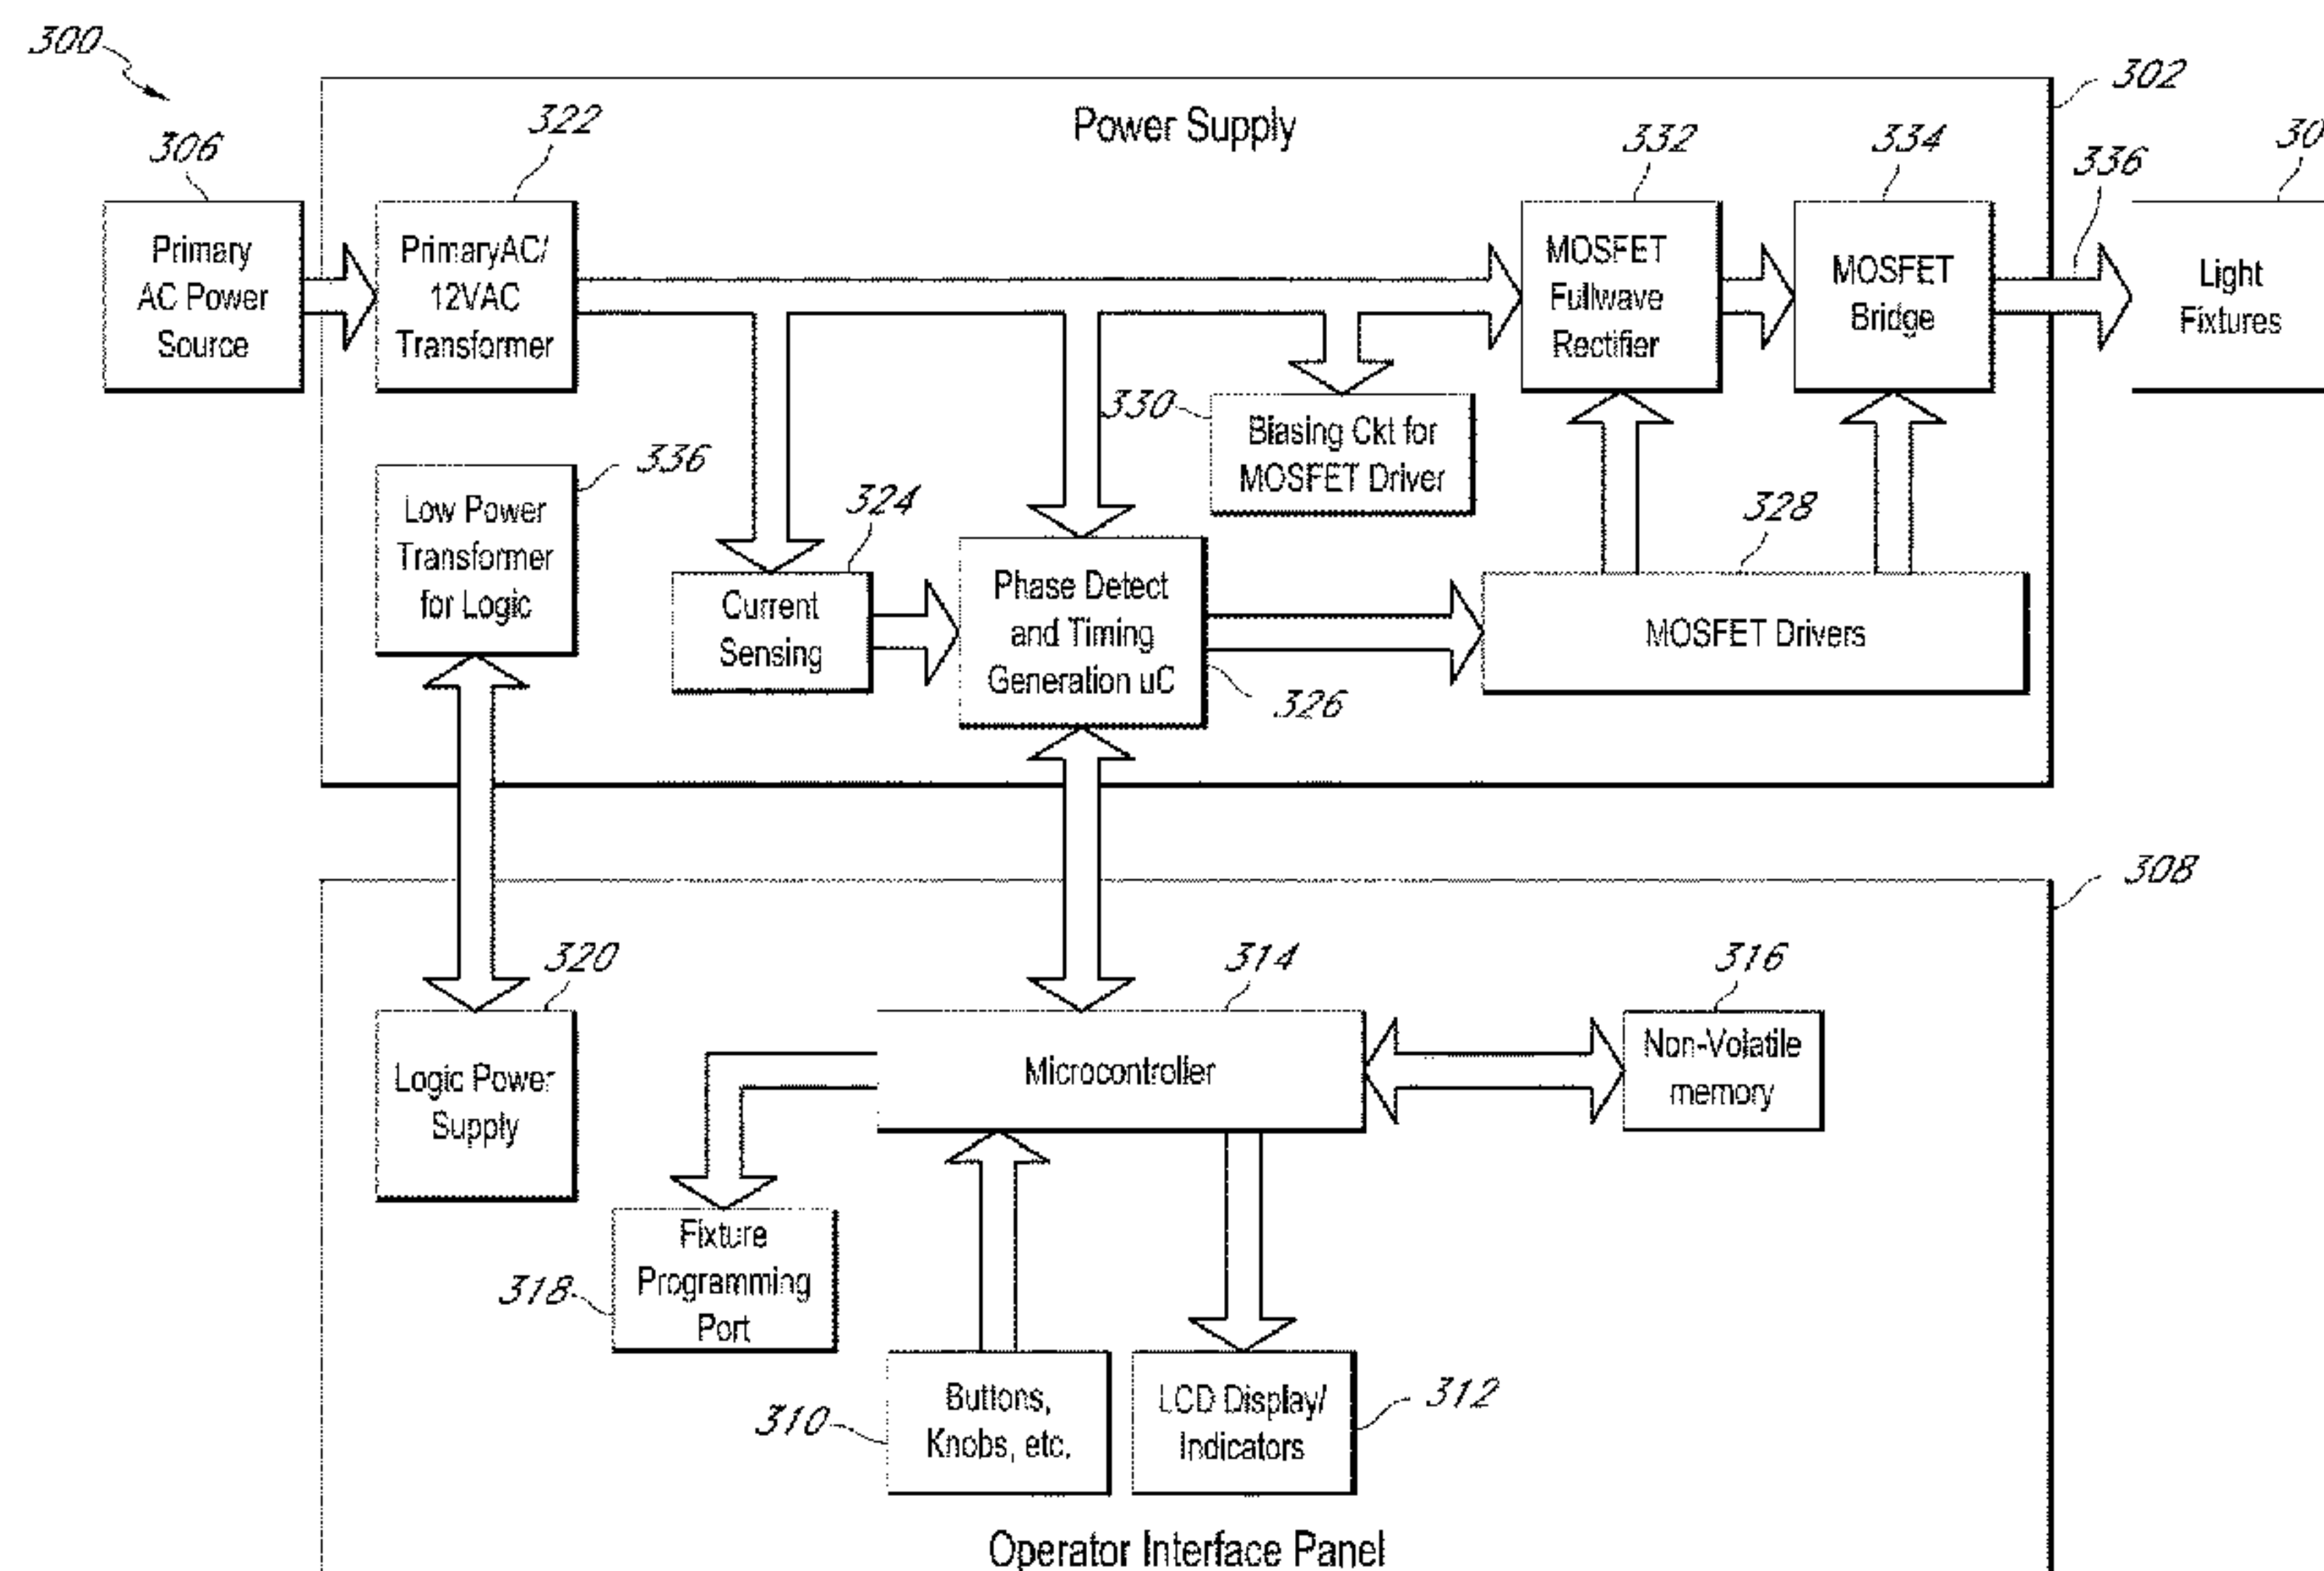 300
302
Power Supply
322
332
334
30
306
336
Primary
AC Power
Source
PrimaryAC/
12VAC
Transformer
MOSFET
Fullwave
Rectifier
MOSFET
Bridge
Light
Fixtures
330
Biasing Ckt for
MOSFET Driver
336
Low Power
Transformer
for Logic
324
328
Current
Sensing
Phase Detect
and Timing
Generation uC
326
MOSFET Drivers
308
320
314
316
Logic Power
Supply
Microcontroller
Non-Volatile
memory
318
Fixture
Programming
Port
310
Buttons,
Knobs, etc.
LCD Display/
Indicators
312
Operator Interface Panel